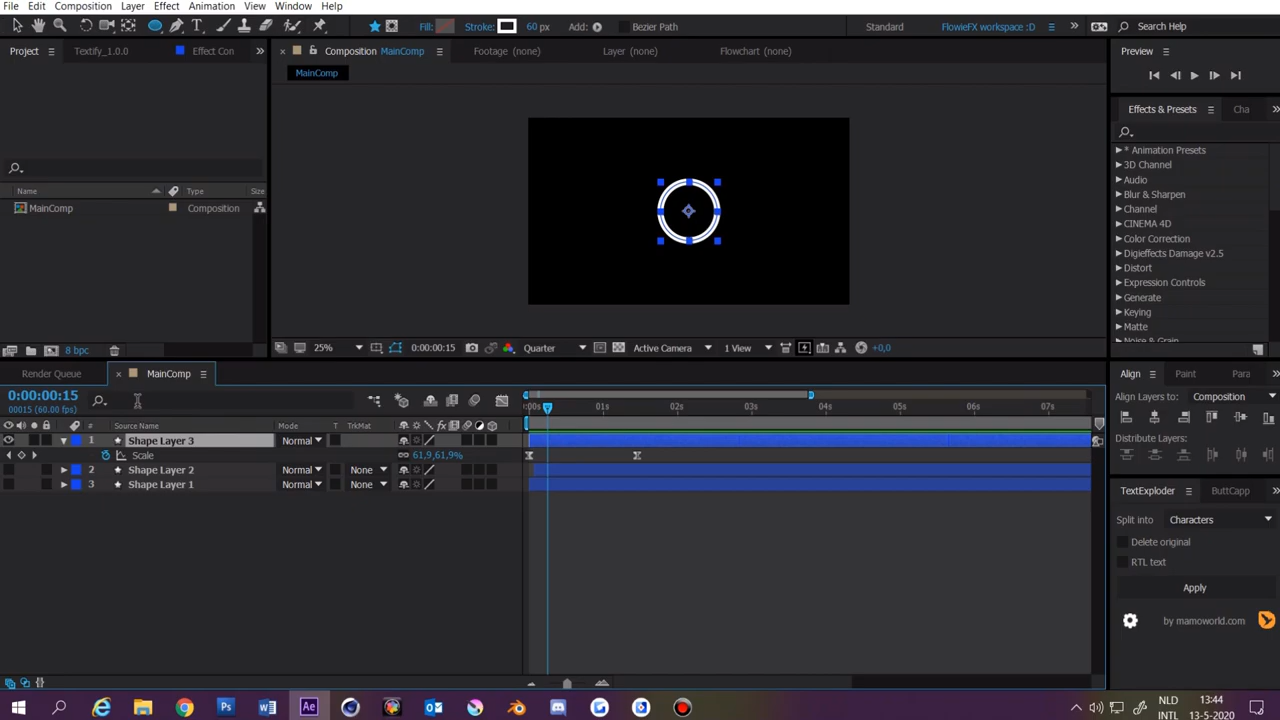 File Edit Composition Layer Effect Animation View Window Help
Fill: Stroke: 60 px Add: Bezier Path Standard FlowieFX workspace :D Search Help
Project Textify_1.0.0 Effect Con Composition MainComp Footage (none) Layer (none) Flowchart (none) Preview
MainComp
Effects & Presets Cha
* Animation Presets
3D Channel
Audio
Name Type Size
Blur & Sharpen
MainComp Composition
Channel
CINEMA 4D
Color Correction
Digieffects Damage v2.5
Distort
Expression Controls
Generate
Keying
Matte
Noise & Grain
8 bpc 25% 0:00:00:15 Quarter Active Camera 1 View +0,0
Render Queue MainComp Align Paint Para
0:00:00:15 Align Layers to: Composition
00015 (60.00 fps) :00s 01s 02s 03s 04s 05s 06s 07s
# Source Name Mode T TrkMat
1 Shape Layer 3 Normal Distribute Layers:
Scale 61,9,61,9%
2 Shape Layer 2 Normal None
3 Shape Layer 1 Normal None
TextExploder ButtCapp
Split into Characters
Delete original
RTL text
Apply
by mamoworld.com
Ps Ae NLD 13:44
INTL 13-5-2020